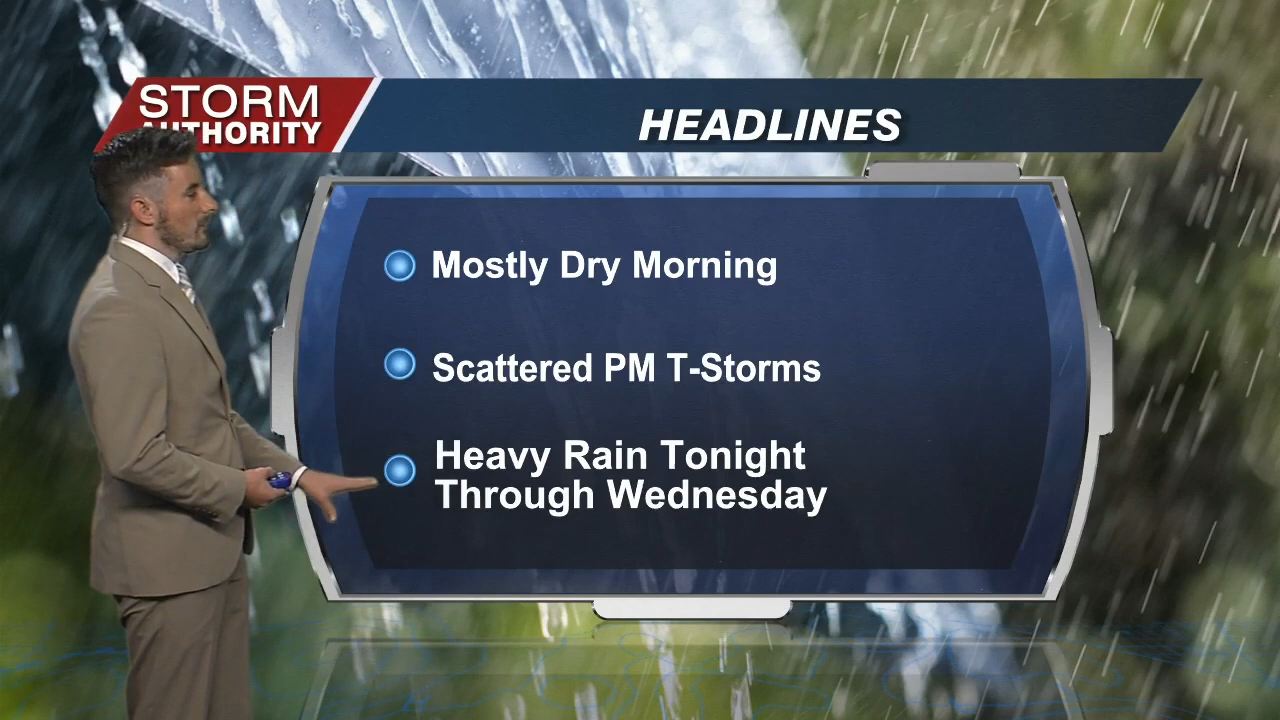 STORM
AUTHORITY
HEADLINES
Mostly Dry Morning
Scattered PM T-Storms
Heavy Rain Tonight
Through Wednesday